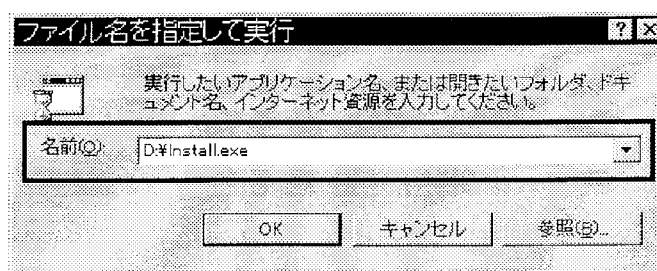 ファイル名を指定して実行
? ×
実行したいアプリケーション名、または開きたいフォルダ、ドキ
ュメント名、インターネット資源を入力してください。
名前(O): D:¥Install.exe
OK キャンセル 参照(B)...